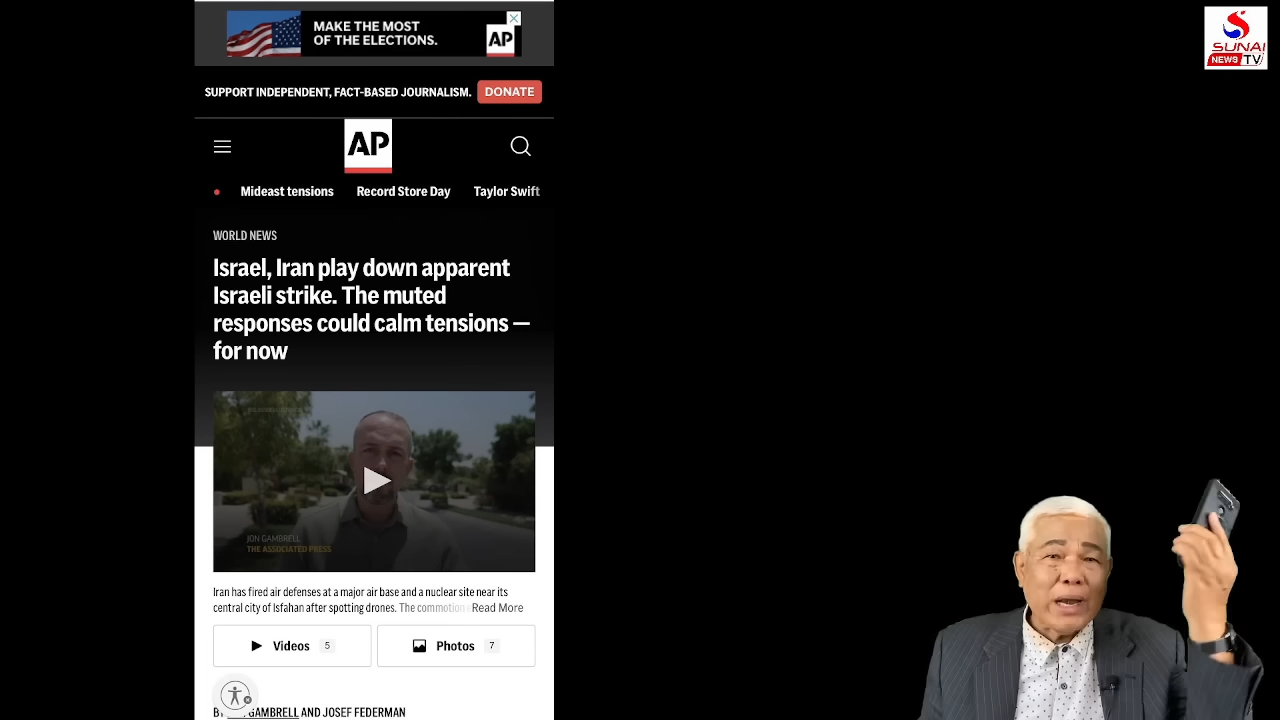 MAKE THE MOST
OF THE ELECTIONS.
AP
SUPPORT INDEPENDENT, FACT-BASED JOURNALISM.
DONATE
AP
Mideast tensions
Record Store Day
Taylor Swift
WORLD NEWS
Israel, Iran play down apparent
Israeli strike. The muted
responses could calm tensions —
for now
JON GAMBRELL
THE ASSOCIATED PRESS
Iran has fired air defenses at a major air base and a nuclear site near its
central city of Isfahan after spotting drones. The commotion
Read More
Videos 5
Photos 7
GAMBRELL AND JOSEF FEDERMAN
SUNAI
NEWS TV